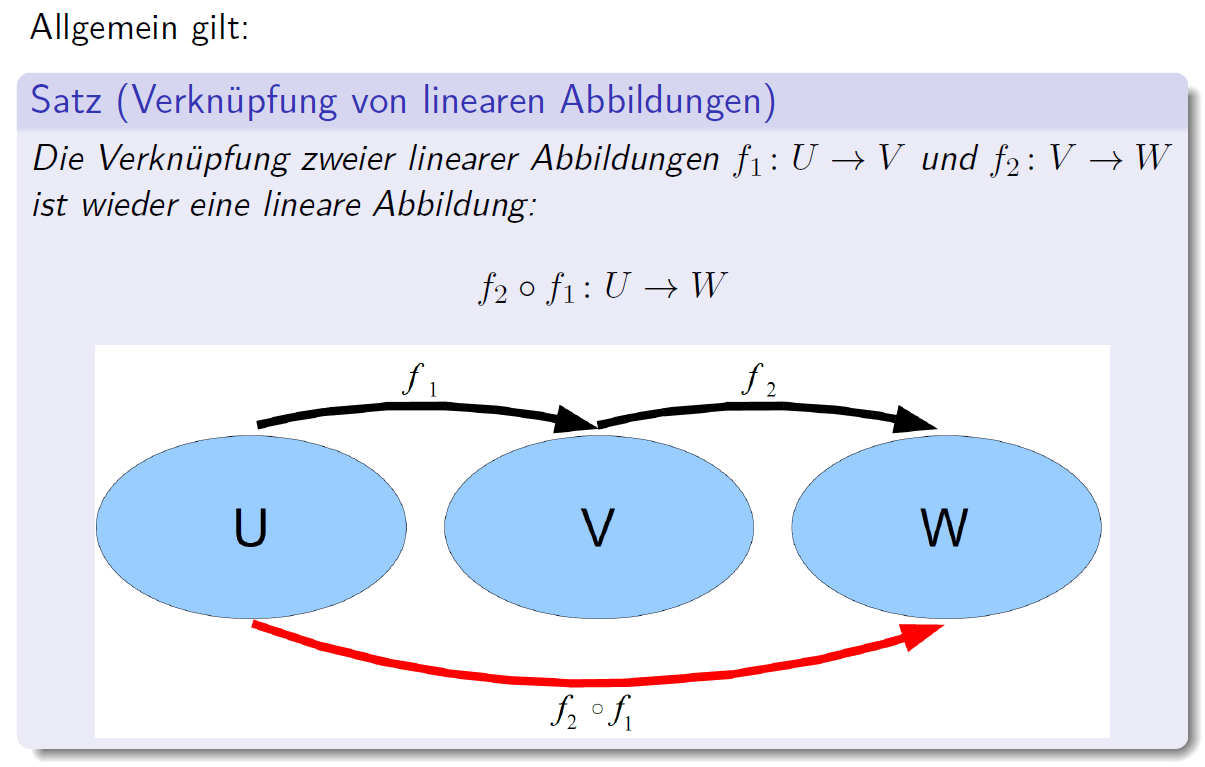 Allgemein gilt:
Satz (Verknüpfung von linearen Abbildungen)
Die Verknüpfung zweier linearer Abbildungen f₁: U → V und f₂: V → W
ist wieder eine lineare Abbildung:
f₂ ∘ f₁: U → W
f₁ f₂
U V W
f₂ ∘ f₁